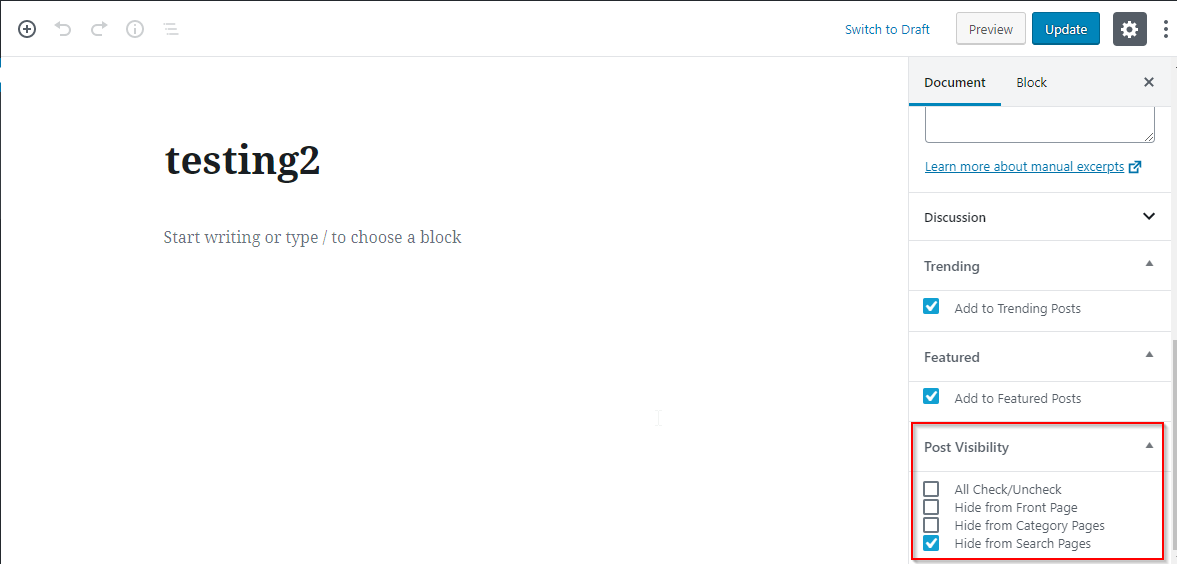 Switch to Draft Preview Update
Document Block
testing2
Start writing or type / to choose a block
Learn more about manual excerpts
Discussion
Trending
Add to Trending Posts
Featured
Add to Featured Posts
Post Visibility
All Check/Uncheck
Hide from Front Page
Hide from Category Pages
Hide from Search Pages